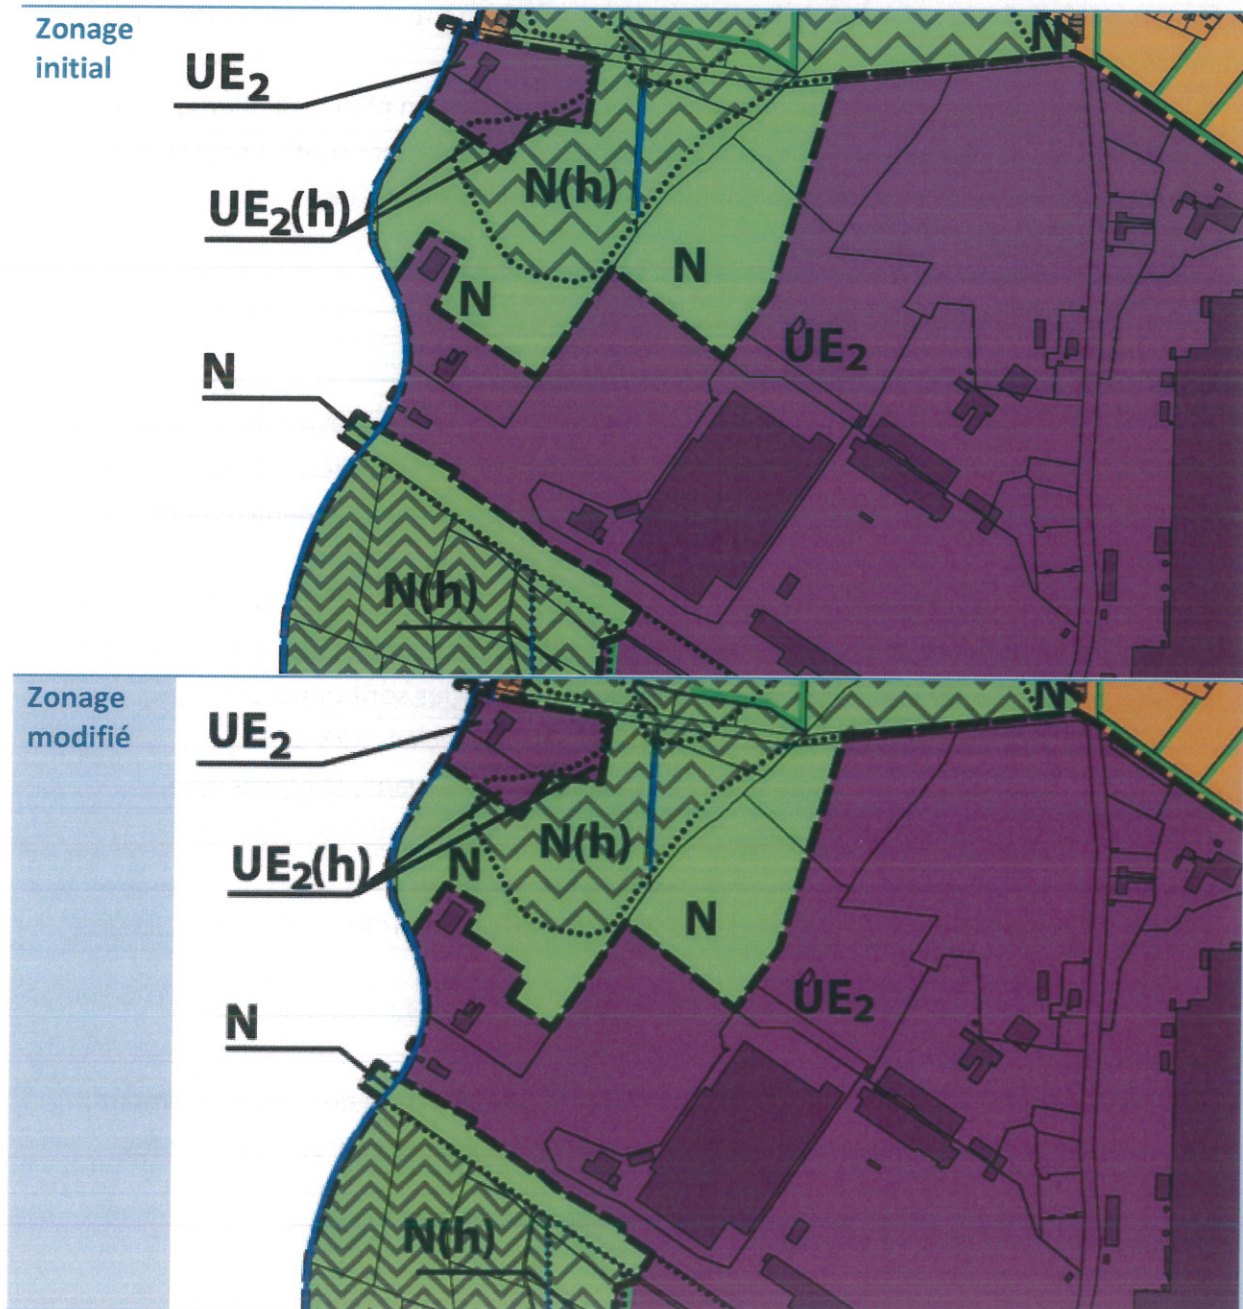 Zonage
initial
UE₂
N
N(h)
UE₂(h)
N
N
UE₂
N
N(h)
Zonage
modifié
UE₂
N
N(h)
UE₂(h)
N
N
UE₂
N
N(h)